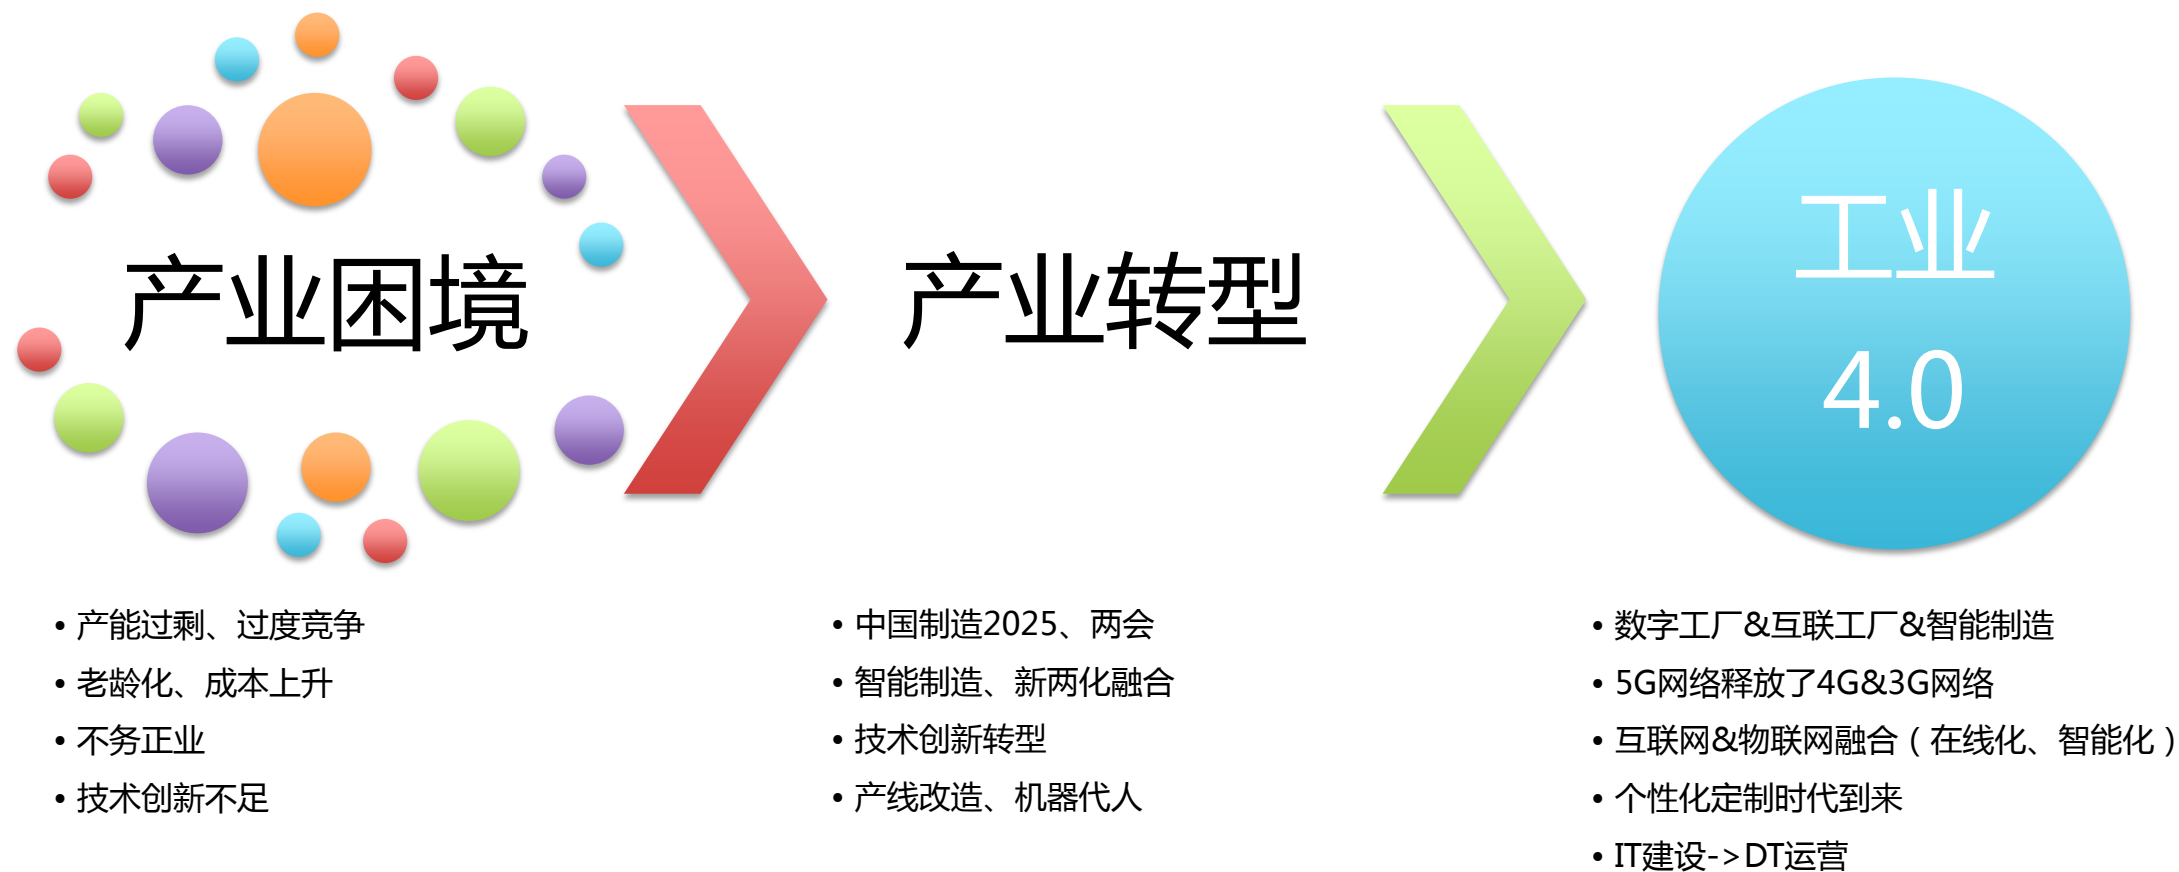 产业困境
产业转型
工业
4.0
• 产能过剩、过度竞争
• 老龄化、成本上升
• 不务正业
• 技术创新不足
• 中国制造2025、两会
• 智能制造、新两化融合
• 技术创新转型
• 产线改造、机器代人
• 数字工厂&互联工厂&智能制造
• 5G网络释放了4G&3G网络
• 互联网&物联网融合（在线化、智能化）
• 个性化定制时代到来
• IT建设->DT运营